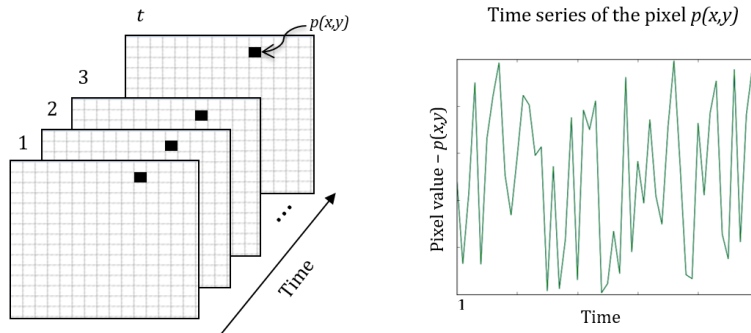 t
p(x,y)
3
2
1
...
Time
Time series of the pixel p(x,y)
Pixel value – p(x,y)
1
Time